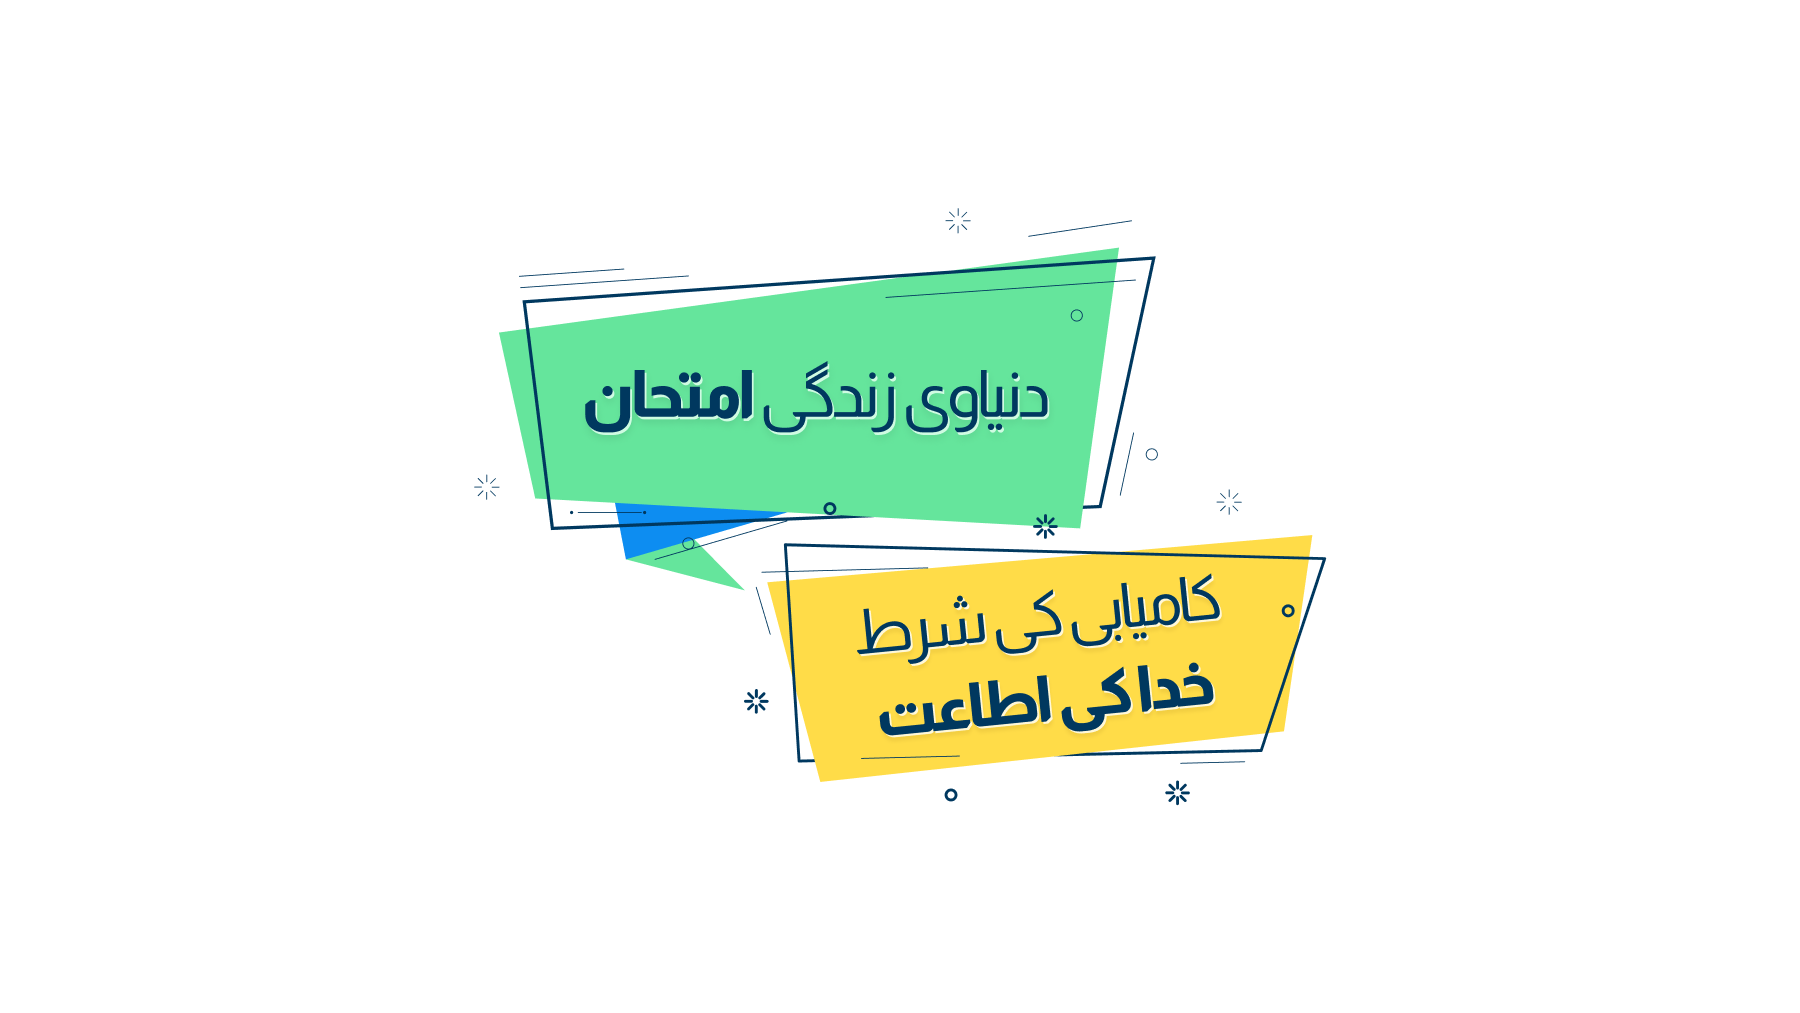 دنیاوی زندگی امتحان
کامیابی کی شرط
خدا کی اطاعت